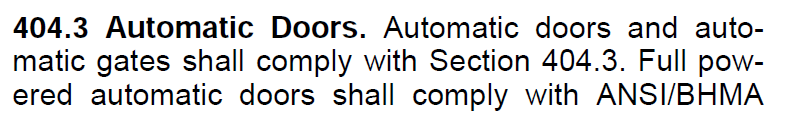 404.3 Automatic Doors. Automatic doors and auto-
matic gates shall comply with Section 404.3. Full pow-
ered automatic doors shall comply with ANSI/BHMA